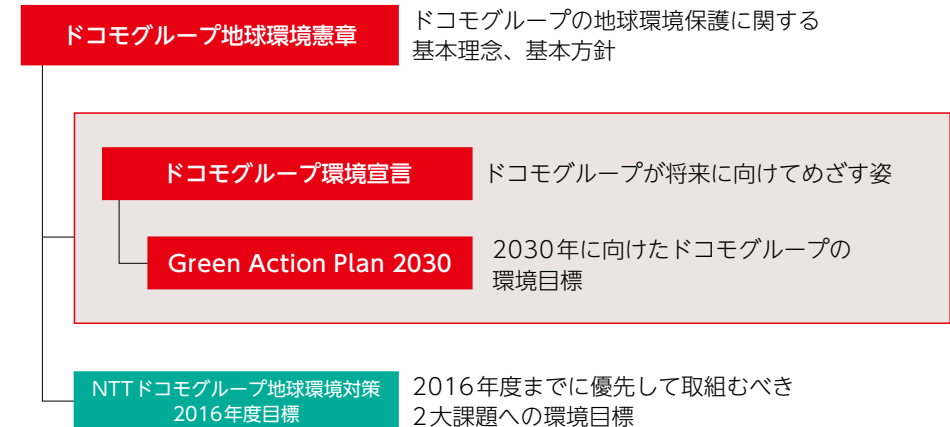 ドコモグループ地球環境憲章
ドコモグループの地球環境保護に関する
基本理念、基本方針
ドコモグループ環境宣言
ドコモグループが将来に向けてめざす姿
Green Action Plan 2030
2030年に向けたドコモグループの
環境目標
NTTドコモグループ地球環境対策
2016年度目標
2016年度までに優先して取組むべき
2大課題への環境目標